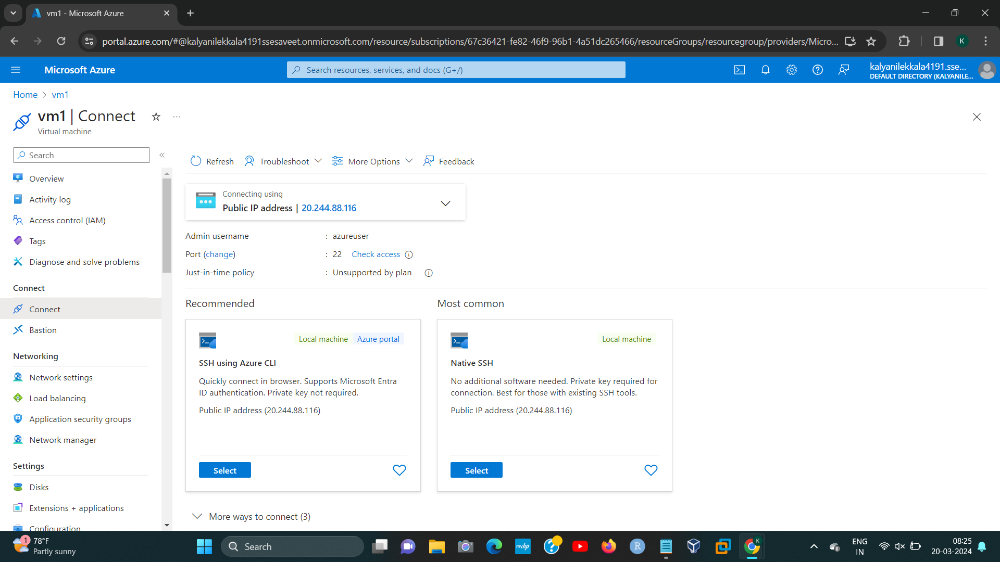 vm1 - Microsoft Azure
portal.azure.com/#@kalyanilekkala4191ssesaveet.onmicrosoft.com/resource/subscriptions/67c36421-fe82-46f9-96b1-4a51dc265466/resourceGroups/resourcegroup/providers/Micro...
K
Microsoft Azure
Search resources, services, and docs (G+/)
kalyanilekkala4191.sse...
DEFAULT DIRECTORY (KALYANILE...
Home > vm1
vm1 | Connect
Virtual machine
Search
Refresh
Troubleshoot
More Options
Feedback
Overview
Activity log
Access control (IAM)
Tags
Diagnose and solve problems
Connect
Connect
Bastion
Networking
Network settings
Load balancing
Application security groups
Network manager
Settings
Disks
Extensions + applications
Configuration
Connecting using
Public IP address | 20.244.88.116
Admin username : azureuser
Port (change) : 22 Check access
Just-in-time policy : Unsupported by plan
Recommended
Local machine
Azure portal
SSH using Azure CLI
Quickly connect in browser. Supports Microsoft Entra
ID authentication. Private key not required.
Public IP address (20.244.88.116)
Select
Most common
Local machine
Native SSH
No additional software needed. Private key required for
connection. Best for those with existing SSH tools.
Public IP address (20.244.88.116)
Select
More ways to connect (3)
1
78°F
Partly sunny
Search
myhp
R
K
ENG
IN
08:25
20-03-2024